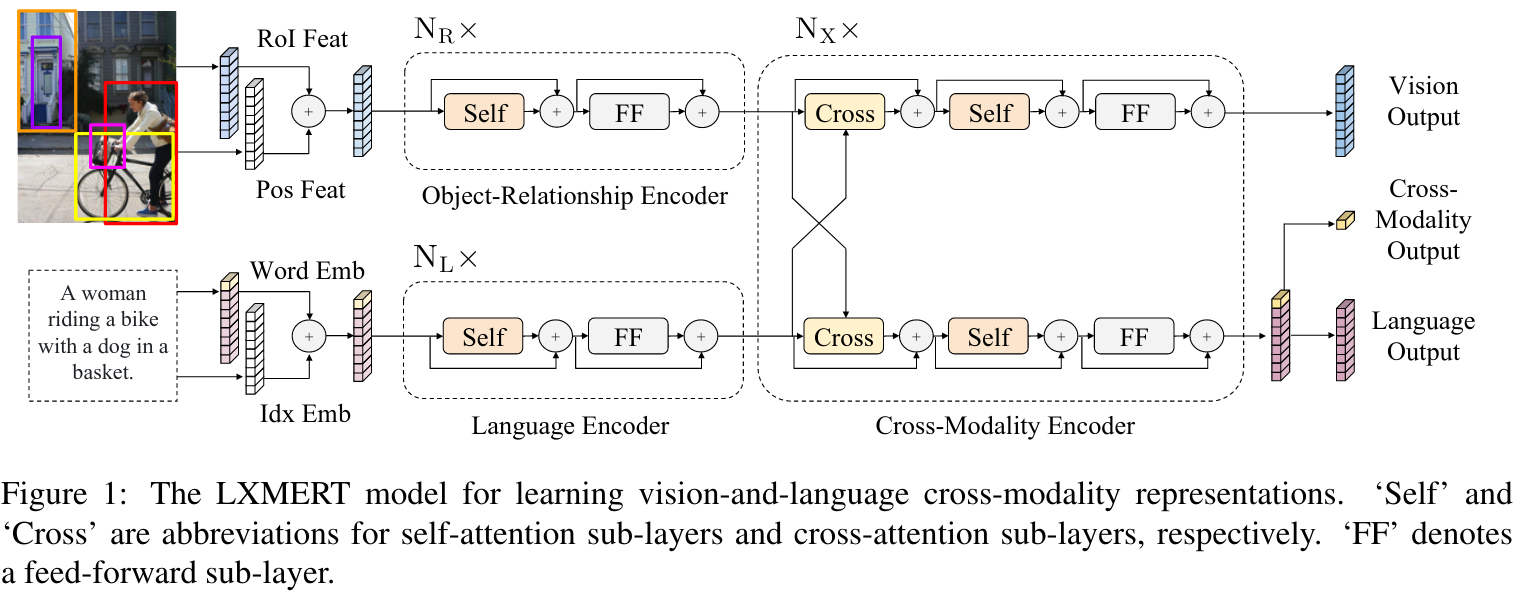 RoI Feat
Pos Feat
N_R ×
Self
+
FF
+
Object-Relationship Encoder
A woman
riding a bike
with a dog in a
basket.
Word Emb
Idx Emb
+
+
N_L ×
Self
+
FF
+
Language Encoder
N_X ×
Cross
+
Self
+
FF
+
Cross
+
Self
+
FF
+
Cross-Modality Encoder
Vision
Output
Cross-
Modality
Output
Language
Output
Figure 1: The LXMERT model for learning vision-and-language cross-modality representations. ‘Self’ and
‘Cross’ are abbreviations for self-attention sub-layers and cross-attention sub-layers, respectively. ‘FF’ denotes
a feed-forward sub-layer.